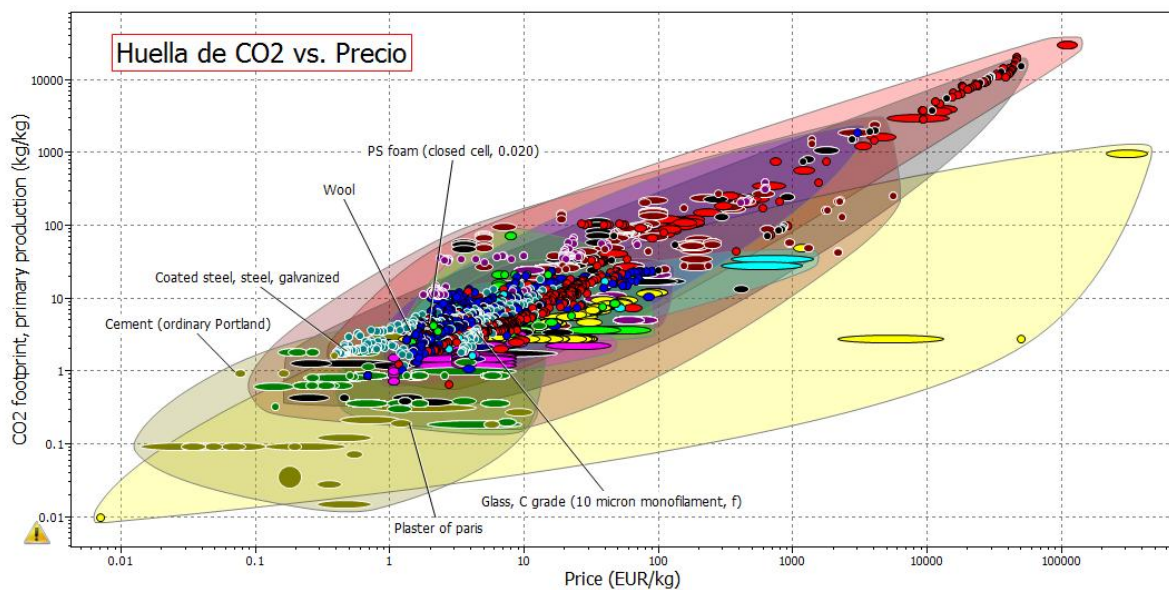 Huella de CO2 vs. Precio
CO2 footprint, primary production (kg/kg)
10000
1000
100
10
1
0.1
0.01
PS foam (closed cell, 0.020)
Wool
Coated steel, steel, galvanized
Cement (ordinary Portland)
Glass, C grade (10 micron monofilament, f)
Plaster of paris
0.01
0.1
1
10
100
1000
10000
100000
Price (EUR/kg)